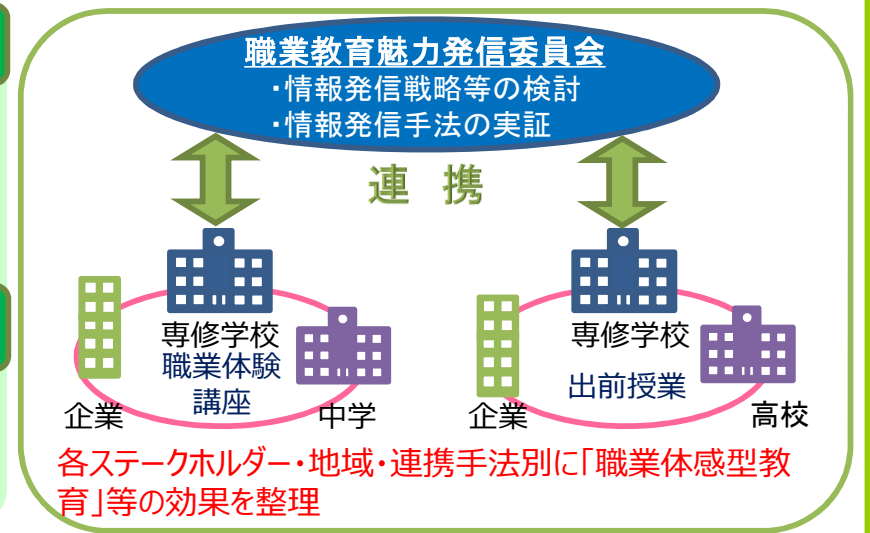 職業教育魅力発信委員会
・情報発信戦略等の検討
・情報発信手法の実証
連 携
専修学校
職業体験
講座
企業
中学
専修学校
出前授業
企業
高校
各ステークホルダー・地域・連携手法別に「職業体感型教
育」等の効果を整理